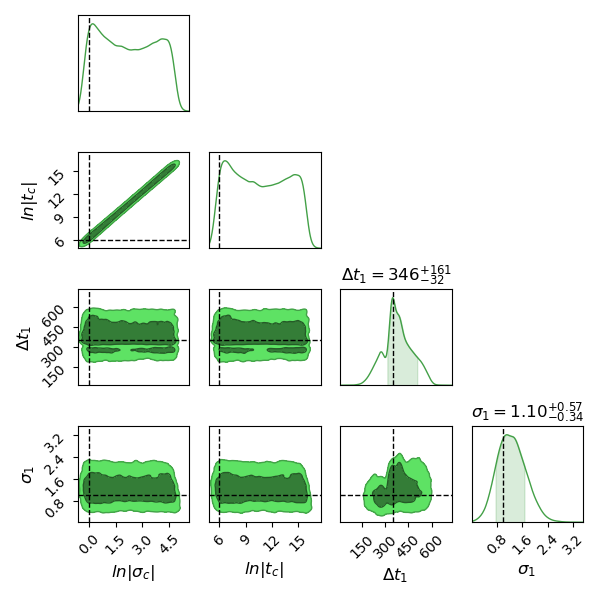 ln|t_c|
15
12
9
6
Δt₁ = 346⁺¹⁶¹₋₃₂
Δt₁
600
450
300
150
σ₁ = 1.10⁺⁰·⁵⁷₋₀.₃₄
σ₁
3.2
2.4
1.6
0.8
0.0 1.5 3.0 4.5 6 9 12 15 150 300 450 600 0.8 1.6 2.4 3.2
ln|σ_c| ln|t_c| Δt₁ σ₁